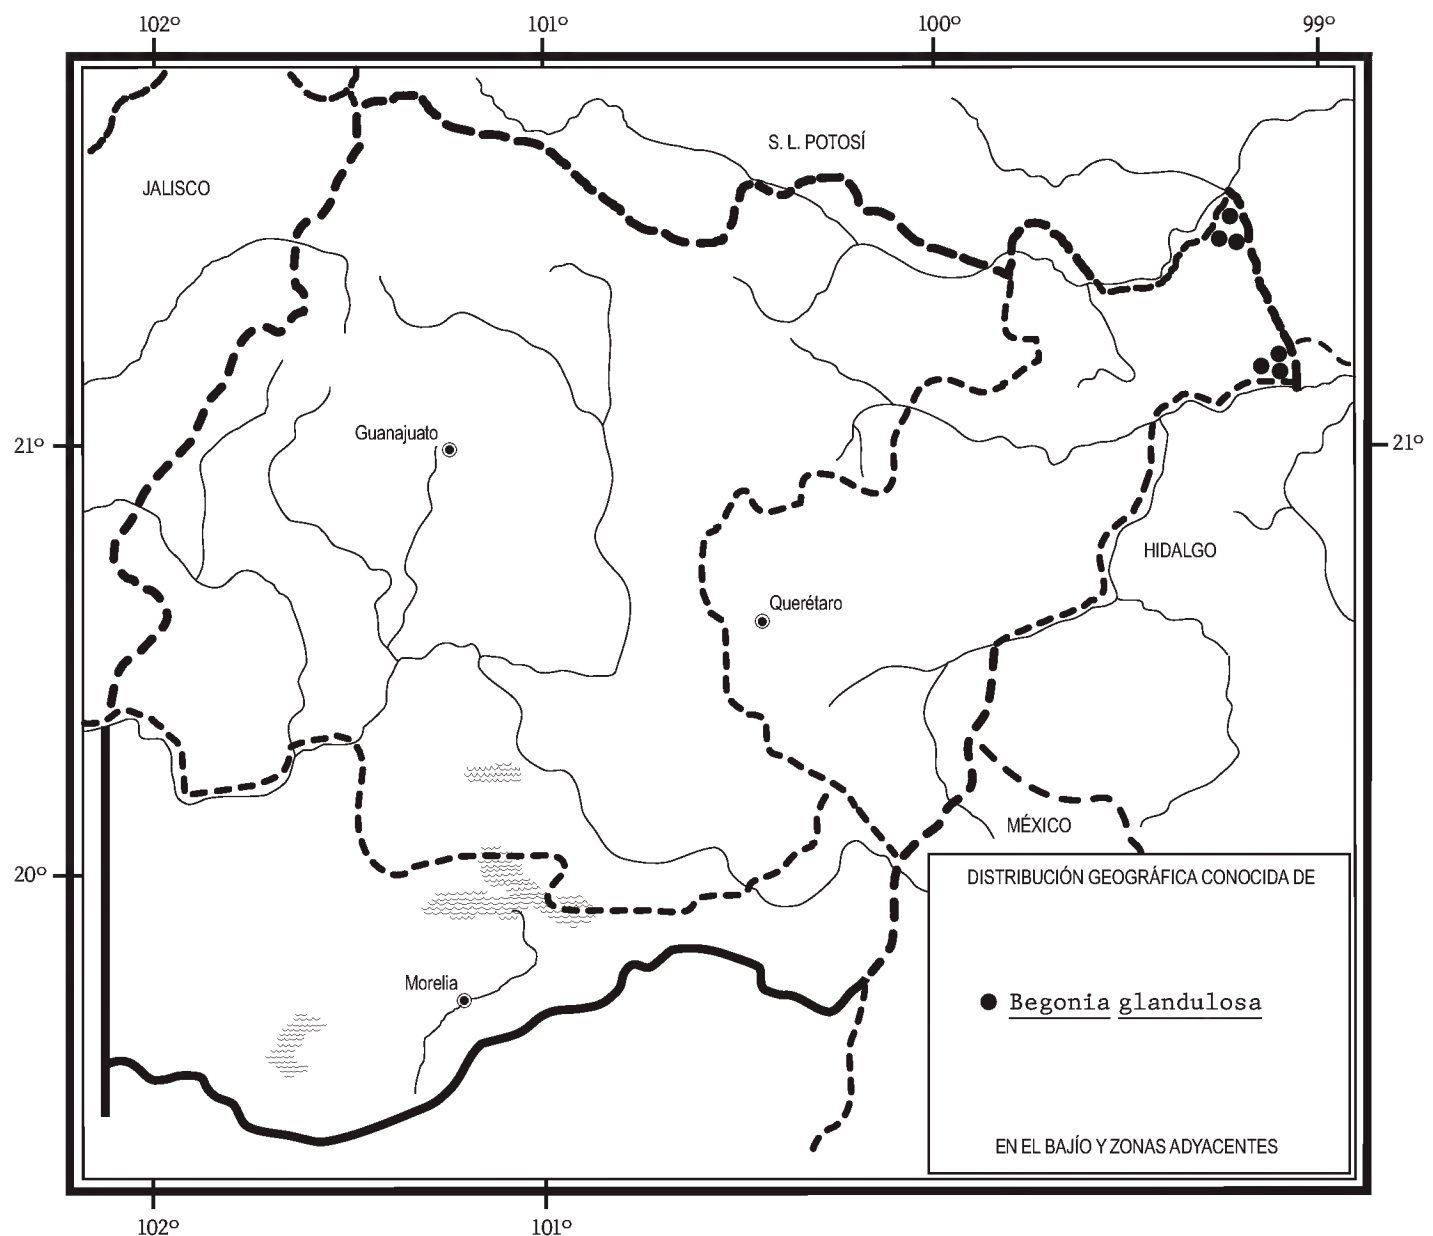 102º 101º 100º 99º
S. L. POTOSÍ
JALISCO
Guanajuato
21º 21º
HIDALGO
Querétaro
MÉXICO
20º
DISTRIBUCIÓN GEOGRÁFICA CONOCIDA DE
Morelia
Begonia glandulosa
EN EL BAJÍO Y ZONAS ADYACENTES
102º 101º